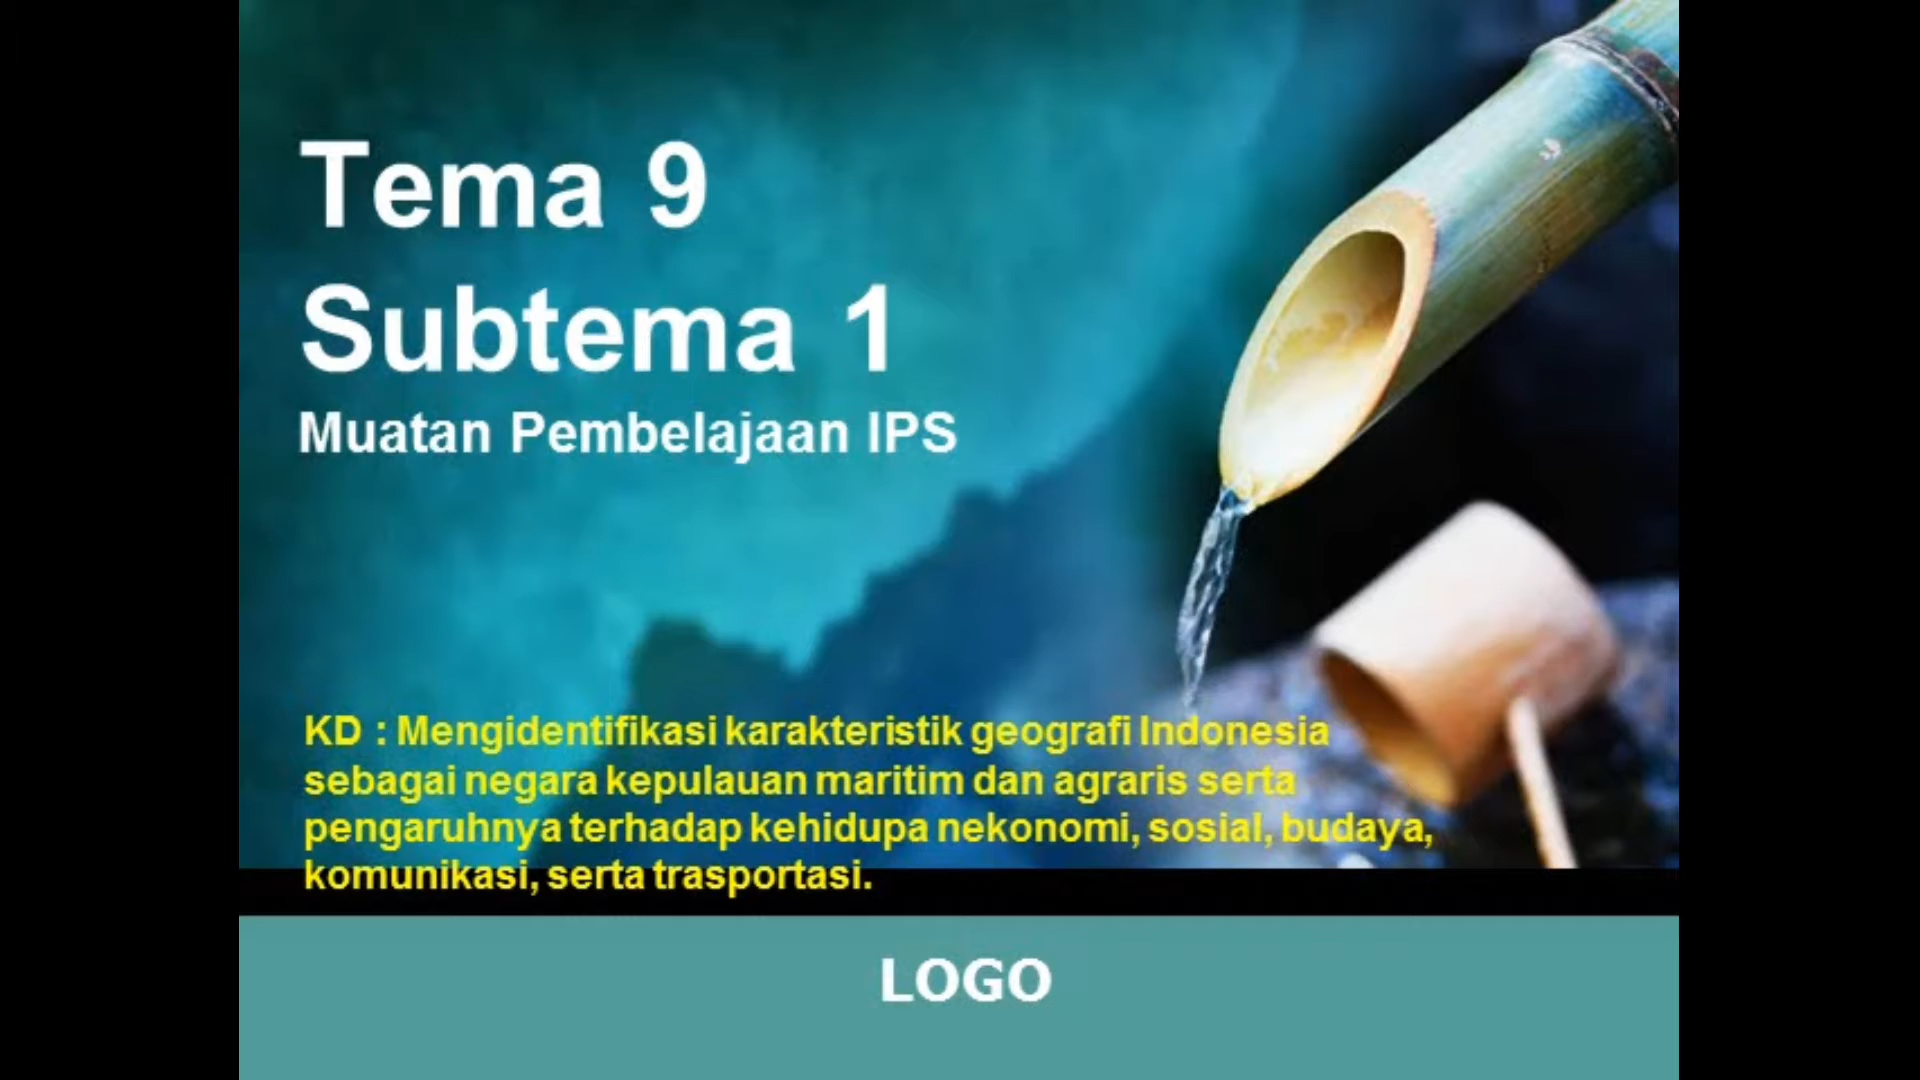 Tema 9
Subtema 1
Muatan Pembelajaan IPS
KD : Mengidentifikasi karakteristik geografi Indonesia
sebagai negara kepulauan maritim dan agraris serta
pengaruhnya terhadap kehidupa nekonomi, sosial, budaya,
komunikasi, serta trasportasi.
LOGO